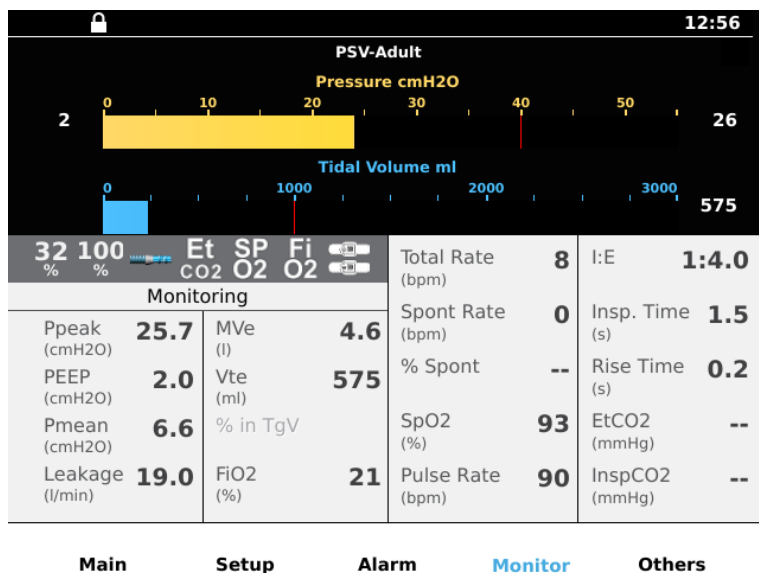 12:56
PSV-Adult
Pressure cmH2O
0 10 20 30 40 50
2 26
Tidal Volume ml
0 1000 2000 3000
575
32 % 100 % Et CO2 SP O2 Fi O2
Monitoring
Ppeak (cmH2O) 25.7
PEEP (cmH2O) 2.0
Pmean (cmH2O) 6.6
Leakage (l/min) 19.0
MVe (l) 4.6
Vte (ml) 575
% in TgV
FiO2 (%) 21
Total Rate (bpm) 8
Spont Rate (bpm) 0
% Spont --
SpO2 (%) 93
Pulse Rate (bpm) 90
I:E 1:4.0
Insp. Time (s) 1.5
Rise Time (s) 0.2
EtCO2 (mmHg) --
InspCO2 (mmHg) --
Main Setup Alarm Monitor Others